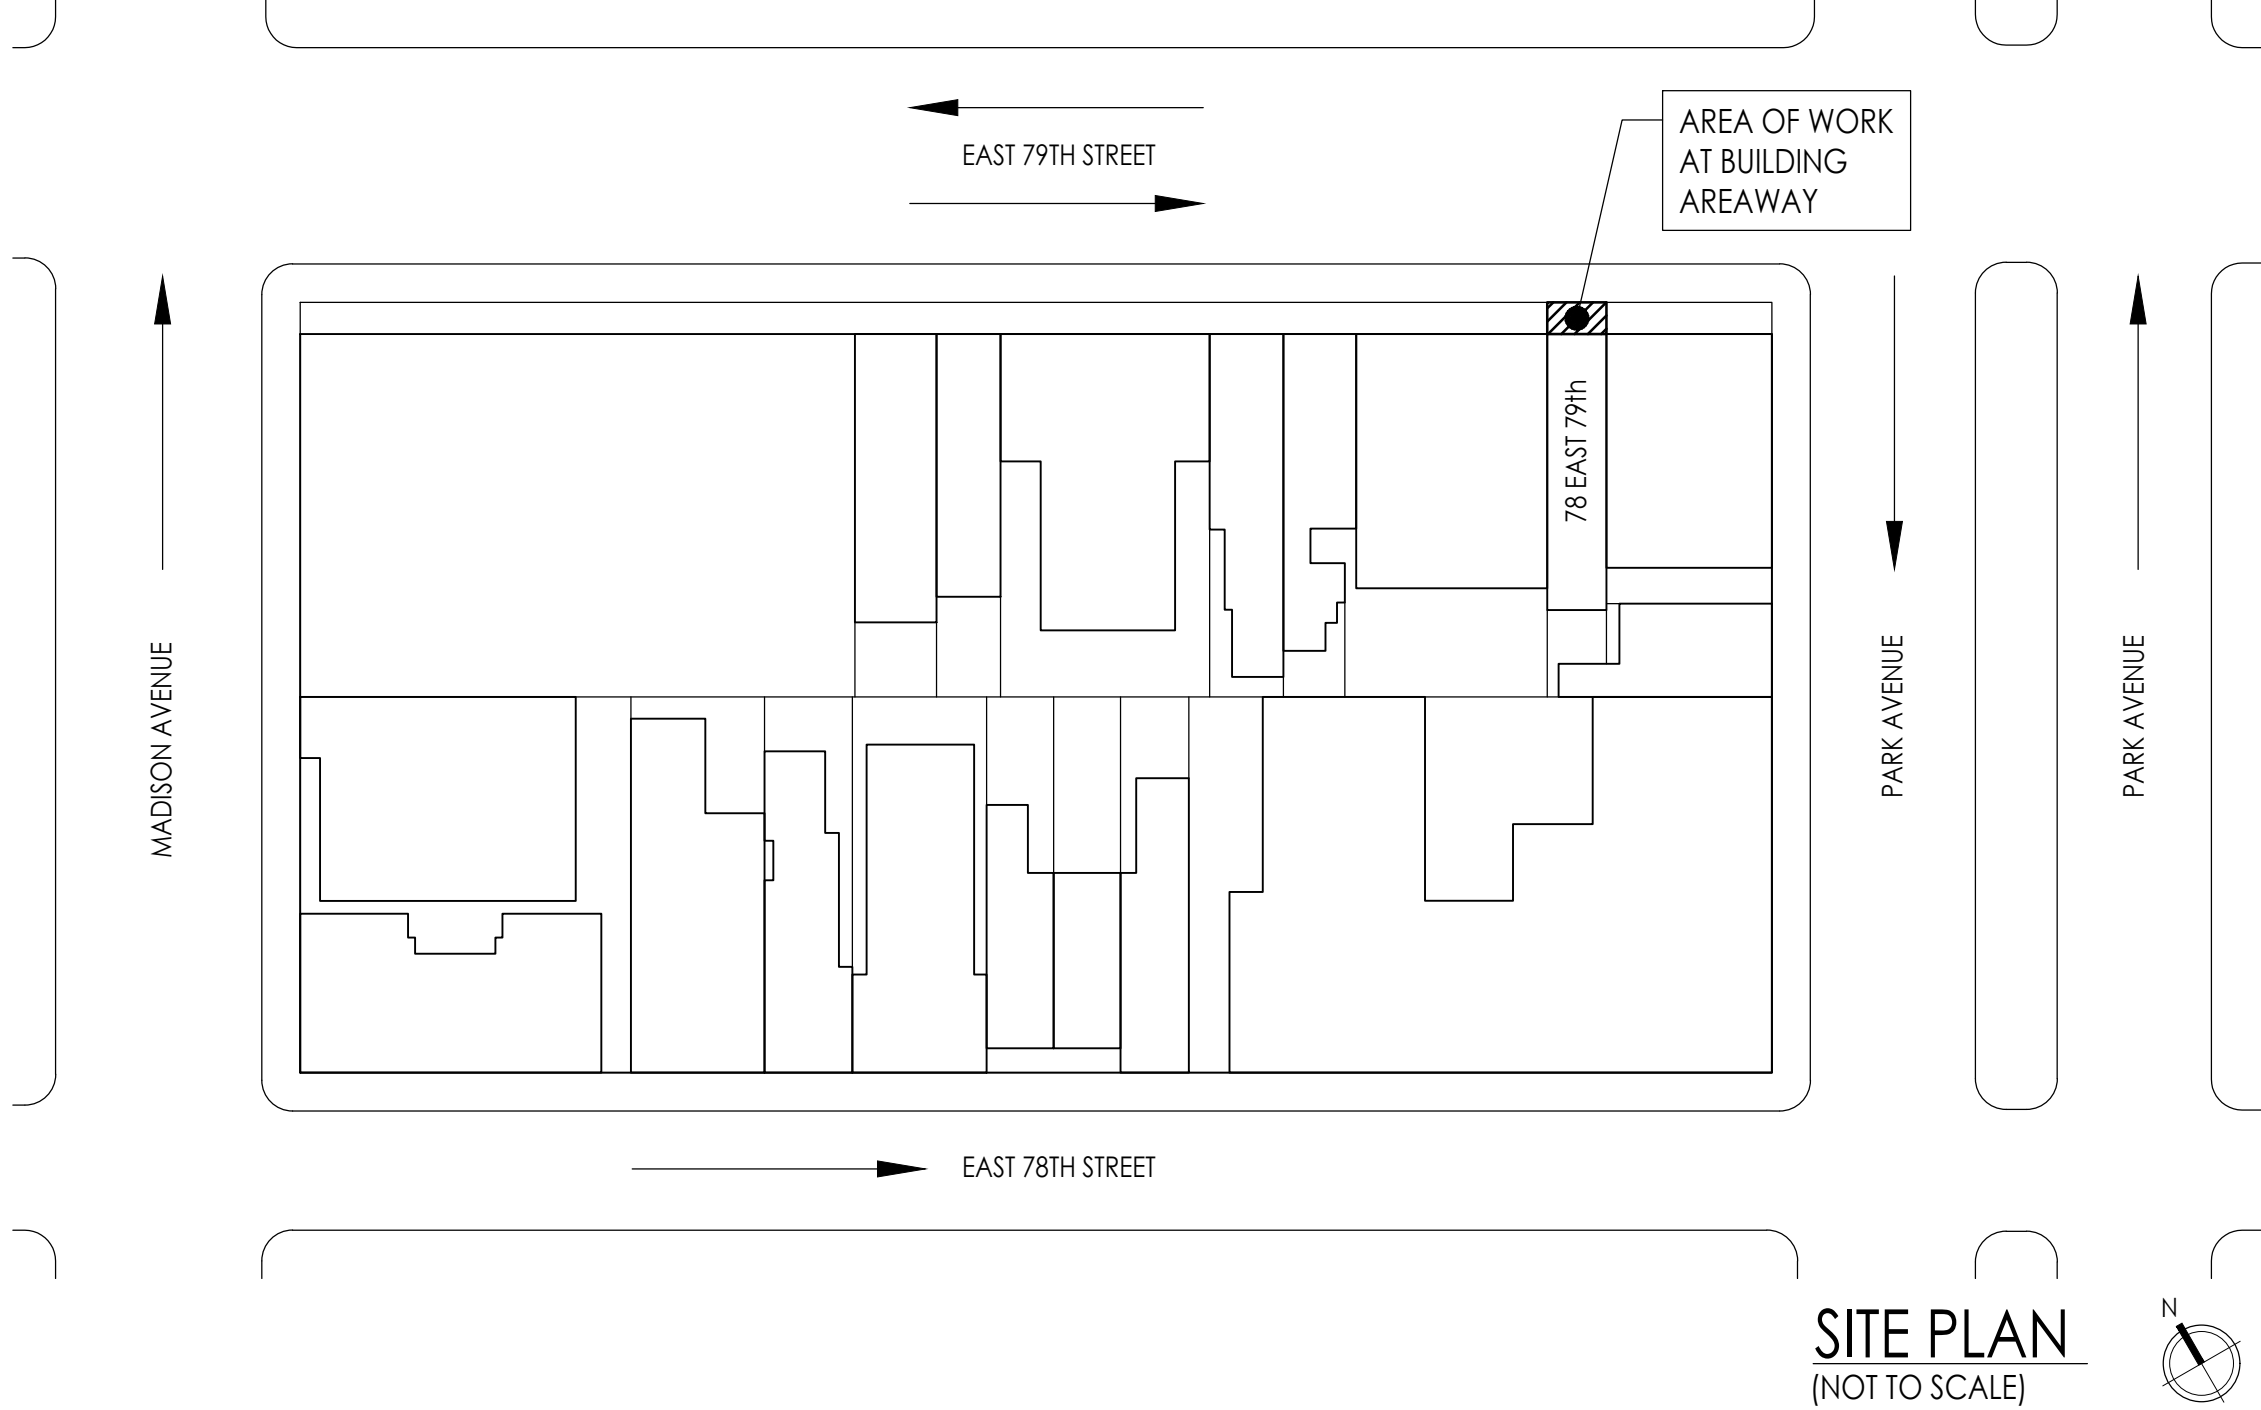 EAST 79TH STREET
AREA OF WORK
AT BUILDING
AREAWAY
78 EAST 79th
MADISON AVENUE
PARK AVENUE
PARK AVENUE
EAST 78TH STREET
SITE PLAN
(NOT TO SCALE)
N